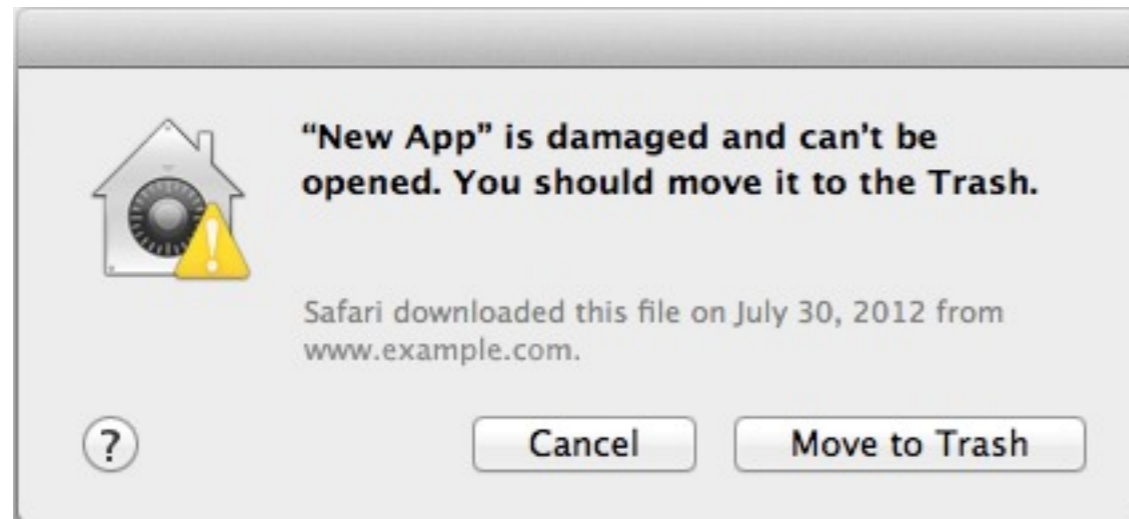 “New App” is damaged and can’t be
opened. You should move it to the Trash.
Safari downloaded this file on July 30, 2012 from
www.example.com.
?
Cancel
Move to Trash